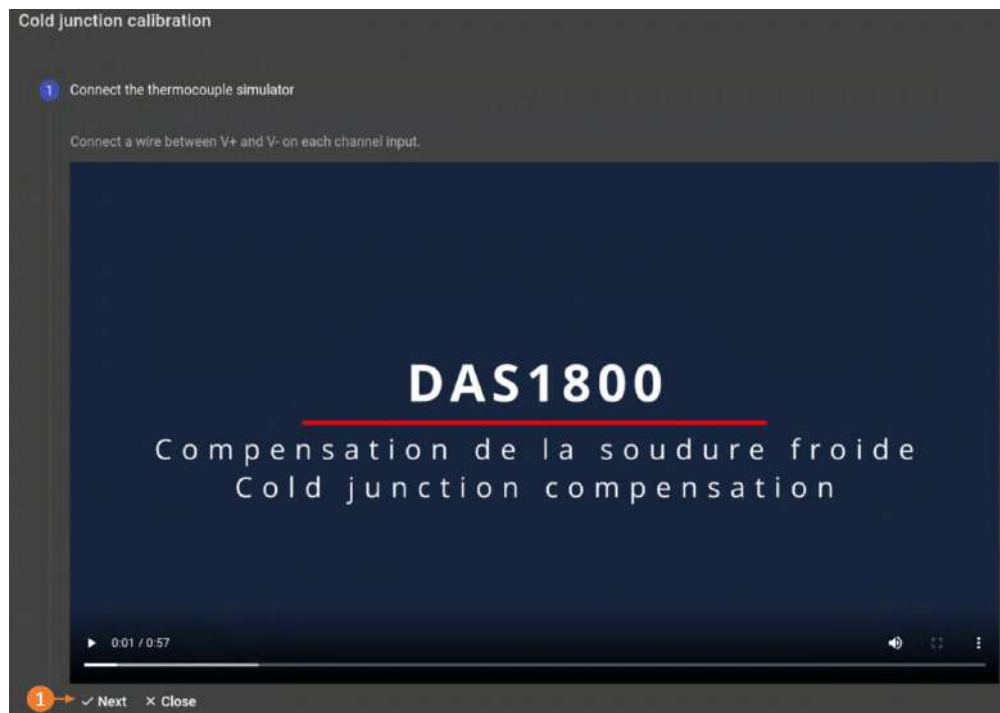 Cold junction calibration
1 Connect the thermocouple simulator
Connect a wire between V+ and V- on each channel input.
DAS1800
Compensation de la soudure froide
Cold junction compensation
0:01 / 0:57
1 Next Close